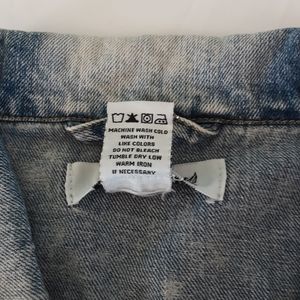 MACHINE WASH COLD
WASH WITH
LIKE COLORS
DO NOT BLEACH
TUMBLE DRY LOW
WARM IRON
IF NECESSARY